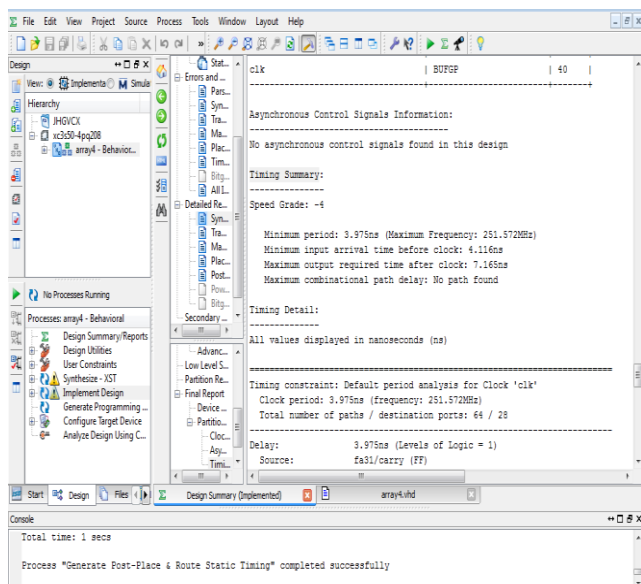 File Edit View Project Source Process Tools Window Layout Help
Design
View: Implementa Simula
Hierarchy
JHGVCX
xc3s50-4pq208
array4 - Behavior...
No Processes Running
Processes: array4 - Behavioral
Design Summary/Reports
Design Utilities
User Constraints
Synthesize - XST
Implement Design
Generate Programming ...
Configure Target Device
Analyze Design Using C...
Start Design Files
Stat...
Errors and ...
Pars...
Syn...
Tra...
Ma...
Plac...
Tim...
Bitg...
All I...
Detailed Re...
Syn...
Tra...
Ma...
Plac...
Post...
Pow...
Bitg...
Secondary ...
Advanc...
Low Level S...
Partition Re...
Final Report
Device ...
Partitio...
Cloc...
Asy...
Timi...
clk | BUFGP | 40 |
-----------------------------------+------------------------+-------+
Asynchronous Control Signals Information:
----------------------------------------
No asynchronous control signals found in this design
Timing Summary:
---------------
Speed Grade: -4
Minimum period: 3.975ns (Maximum Frequency: 251.572MHz)
Minimum input arrival time before clock: 4.116ns
Maximum output required time after clock: 7.165ns
Maximum combinational path delay: No path found
Timing Detail:
--------------
All values displayed in nanoseconds (ns)
=========================================================================
Timing constraint: Default period analysis for Clock 'clk'
Clock period: 3.975ns (frequency: 251.572MHz)
Total number of paths / destination ports: 64 / 28
-------------------------------------------------------------------------
Delay: 3.975ns (Levels of Logic = 1)
Source: fa31/carry (FF)
Design Summary (Implemented) array4.vhd
Console
Total time: 1 secs
Process "Generate Post-Place & Route Static Timing" completed successfully